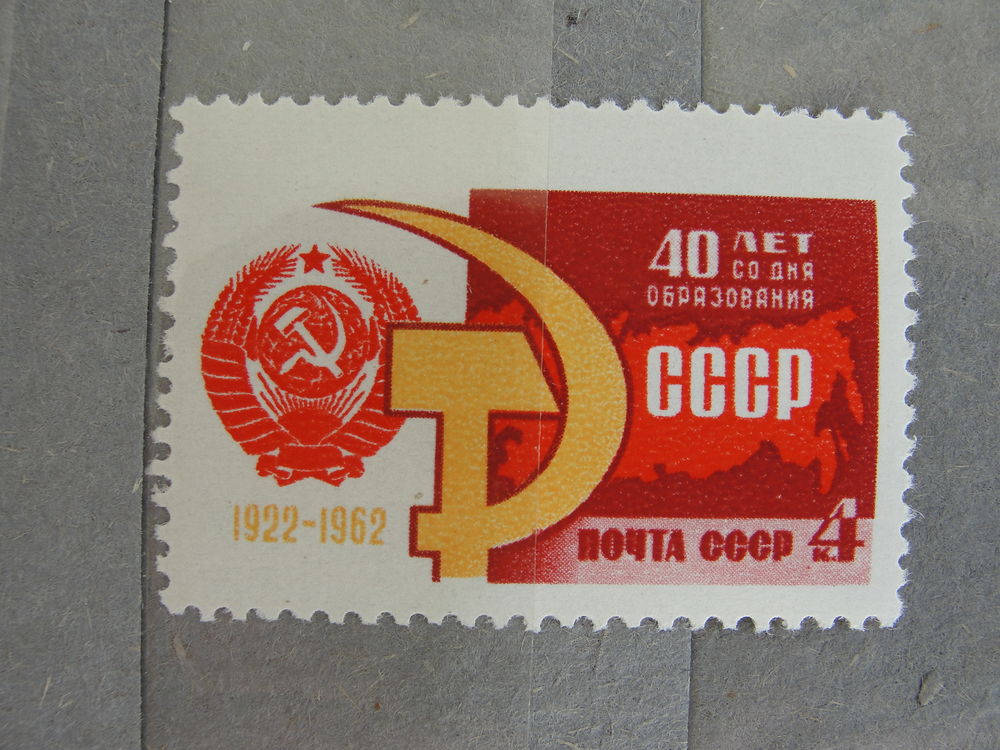 40 ЛЕТ
СО ДНЯ
ОБРАЗОВАНИЯ
СССР
1922-1962
ПОЧТА СССР 4 к.